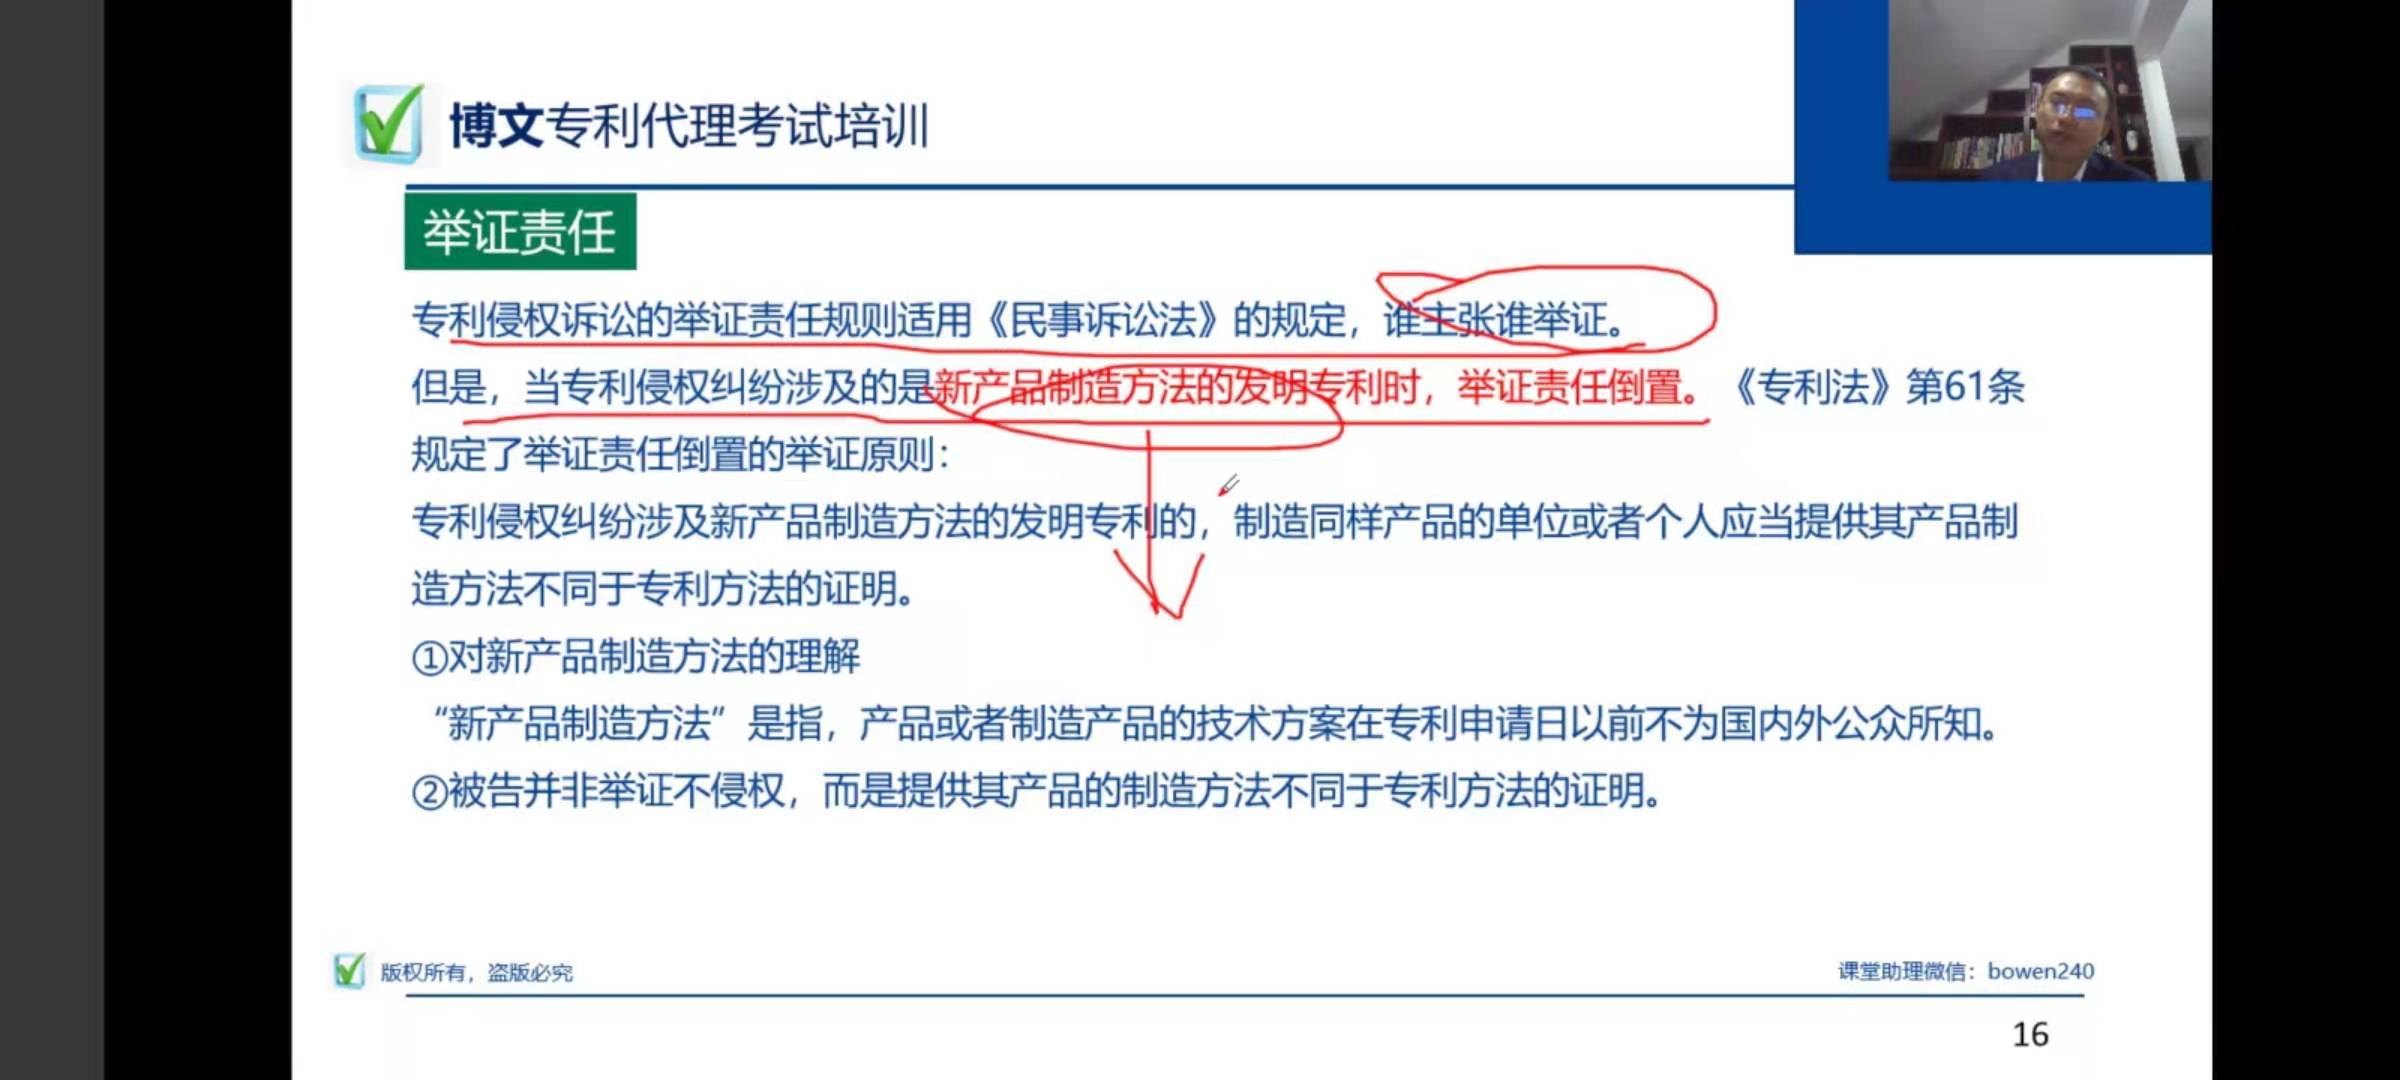 博文专利代理考试培训
举证责任
专利侵权诉讼的举证责任规则适用《民事诉讼法》的规定，谁主张谁举证。
但是，当专利侵权纠纷涉及的是新产品制造方法的发明专利时，举证责任倒置。《专利法》第61条
规定了举证责任倒置的举证原则：
专利侵权纠纷涉及新产品制造方法的发明专利的，制造同样产品的单位或者个人应当提供其产品制
造方法不同于专利方法的证明。
①对新产品制造方法的理解
“新产品制造方法”是指，产品或者制造产品的技术方案在专利申请日以前不为国内外公众所知。
②被告并非举证不侵权，而是提供其产品的制造方法不同于专利方法的证明。
版权所有，盗版必究
课堂助理微信：bowen240
16